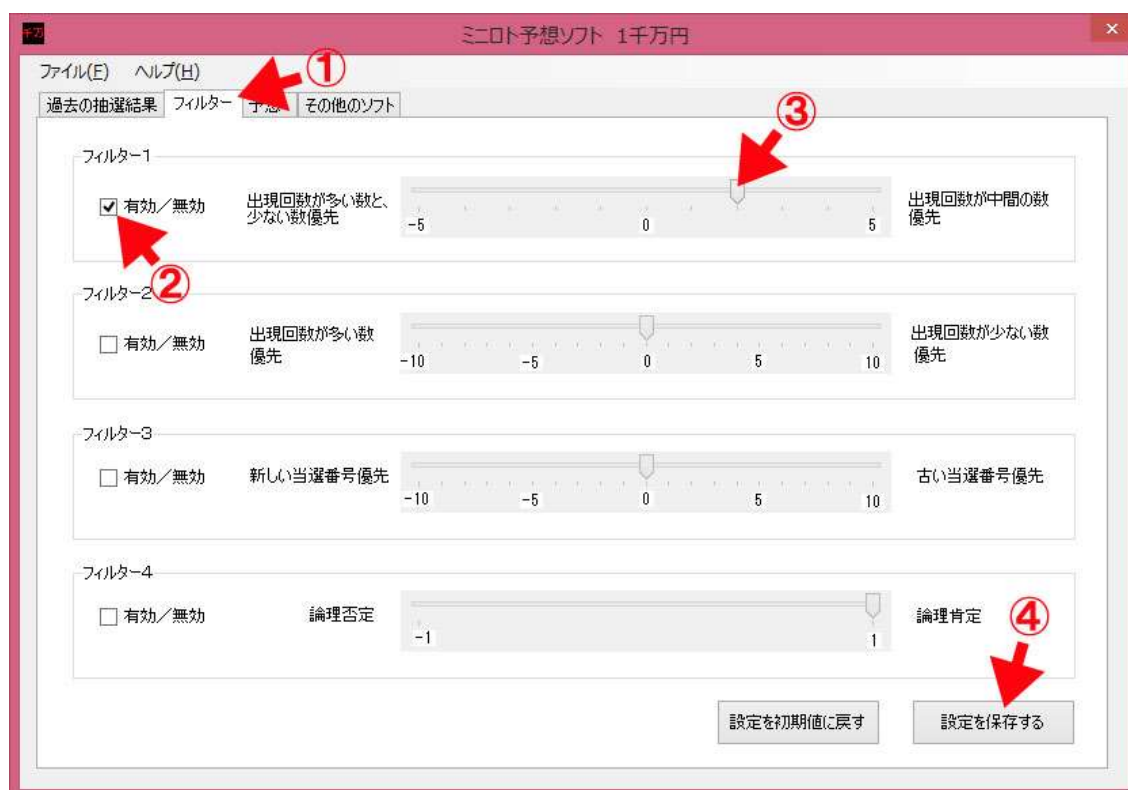 千万
ミニロト予想ソフト 1千万円
ファイル(F) ヘルプ(H)
①
過去の抽選結果 フィルター 予想 その他のソフト
③
フィルター1
有効/無効
出現回数が多い数と、
少ない数優先
-5 0 5
出現回数が中間の数
優先
②
フィルター2
有効/無効
出現回数が多い数
優先
-10 -5 0 5 10
出現回数が少ない数
優先
フィルター3
有効/無効
新しい当選番号優先
-10 -5 0 5 10
古い当選番号優先
フィルター4
有効/無効
論理否定
-1 1
論理肯定
④
設定を初期値に戻す
設定を保存する